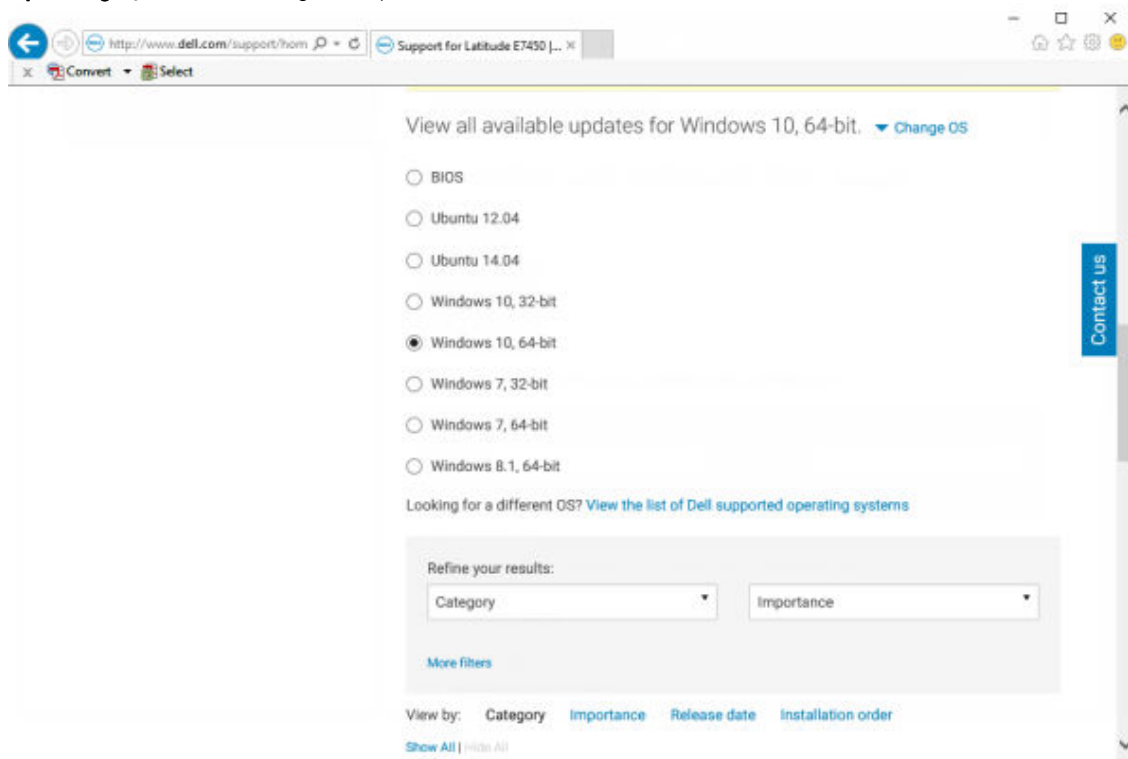 http://www.dell.com/support/hom
Support for Latitude E7450 |...
x Convert Select
View all available updates for Windows 10, 64-bit. Change OS
BIOS
Ubuntu 12.04
Ubuntu 14.04
Windows 10, 32-bit
Windows 10, 64-bit
Windows 7, 32-bit
Windows 7, 64-bit
Windows 8.1, 64-bit
Looking for a different OS? View the list of Dell supported operating systems
Refine your results:
Category Importance
More filters
View by: Category Importance Release date Installation order
Show All | Hide All
Contact us